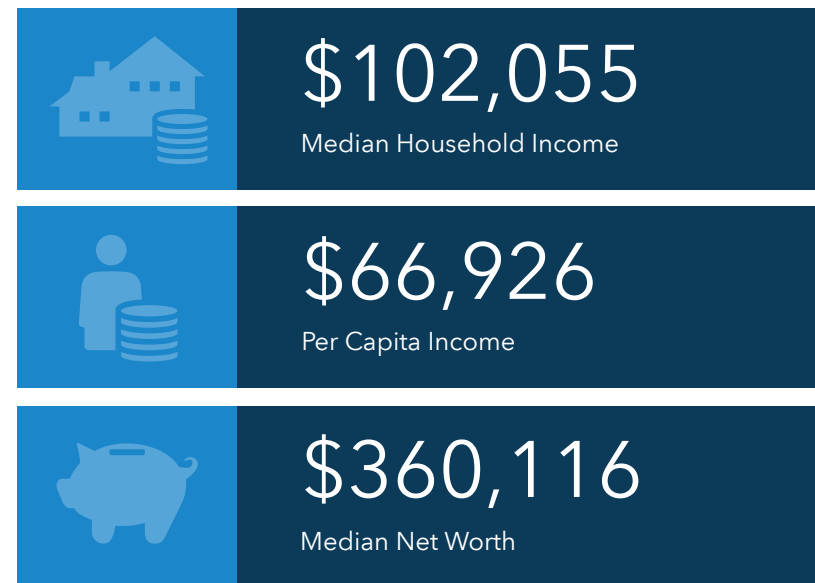 $102,055
Median Household Income
$66,926
Per Capita Income
$360,116
Median Net Worth